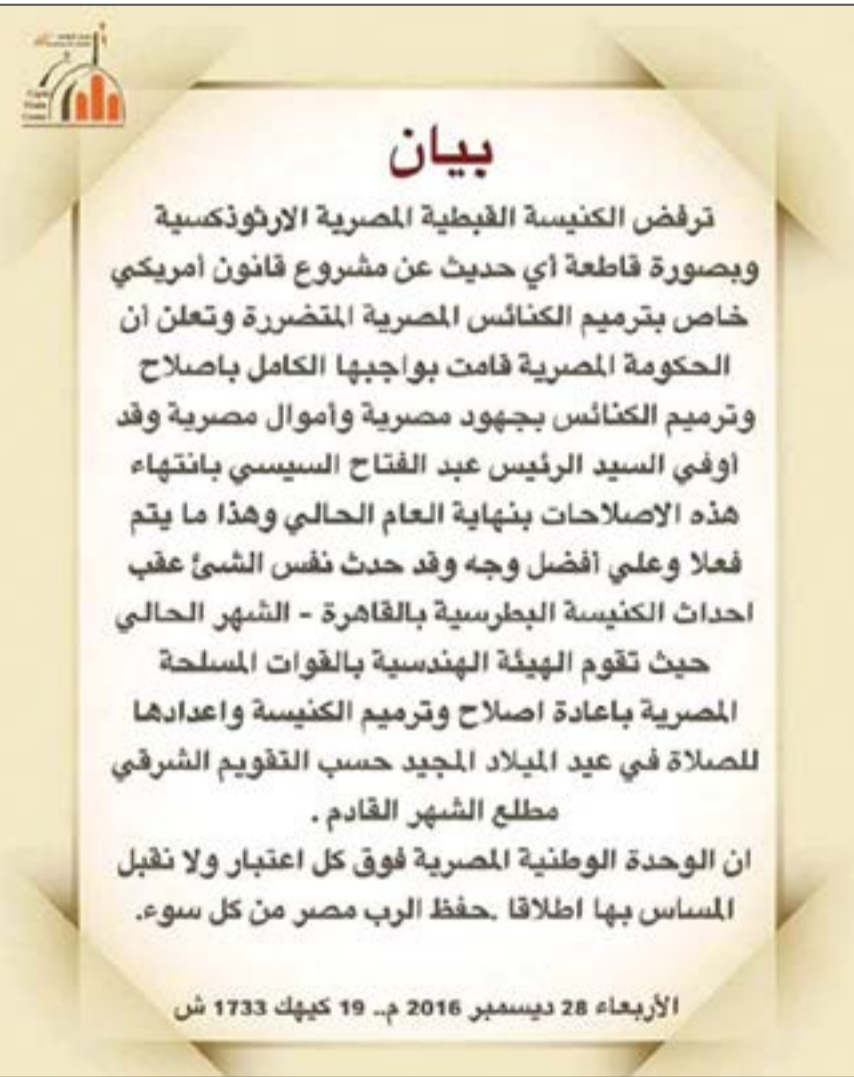 بيان
ترفض الكنيسة القبطية المصرية الارثوذكسية
وبصورة قاطعة أي حديث عن مشروع قانون أمريكي
خاص بترميم الكنائس المصرية المتضررة وتعلن أن
الحكومة المصرية قامت بواجبها الكامل باصلاح
وترميم الكنائس بجهود مصرية وأموال مصرية وقد
أوفي السيد الرئيس عبد الفتاح السيسي بانتهاء
هذه الاصلاحات بنهاية العام الحالي وهذا ما يتم
فعلا وعلي أفضل وجه وقد حدث نفس الشئ عقب
احداث الكنيسة البطرسية بالقاهرة - الشهر الحالي
حيث تقوم الهيئة الهندسية بالقوات المسلحة
المصرية باعادة اصلاح وترميم الكنيسة واعدادها
للصلاة في عيد الميلاد المجيد حسب التقويم الشرقي
مطلع الشهر القادم .
ان الوحدة الوطنية المصرية فوق كل اعتبار ولا نقبل
المساس بها اطلاقا .حفظ الرب مصر من كل سوء.
الأربعاء 28 ديسمبر 2016 م.. 19 كيهك 1733 ش